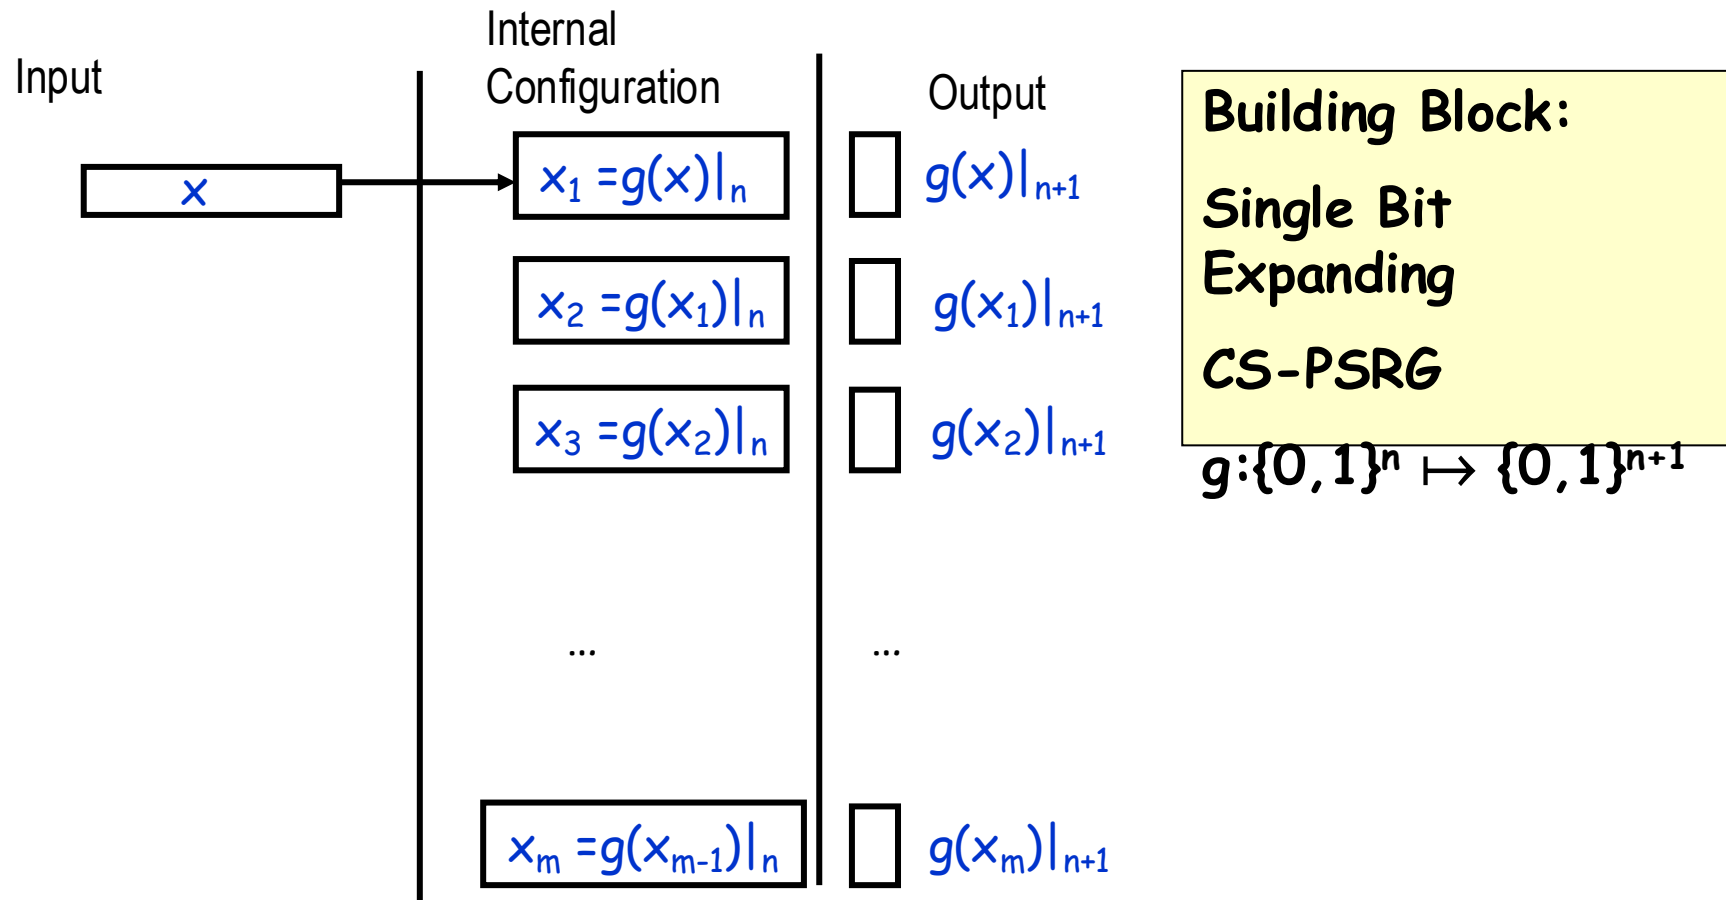 Input
Internal
Configuration
Output
x
x₁ =g(x)|ₙ
g(x)|ₙ₊₁
x₂ =g(x₁)|ₙ
g(x₁)|ₙ₊₁
x₃ =g(x₂)|ₙ
g(x₂)|ₙ₊₁
...
...
xₘ =g(xₘ₋₁)|ₙ
g(xₘ)|ₙ₊₁
Building Block:
Single Bit
Expanding
CS-PSRG
g:{0,1}ⁿ ↦ {0,1}ⁿ⁺¹